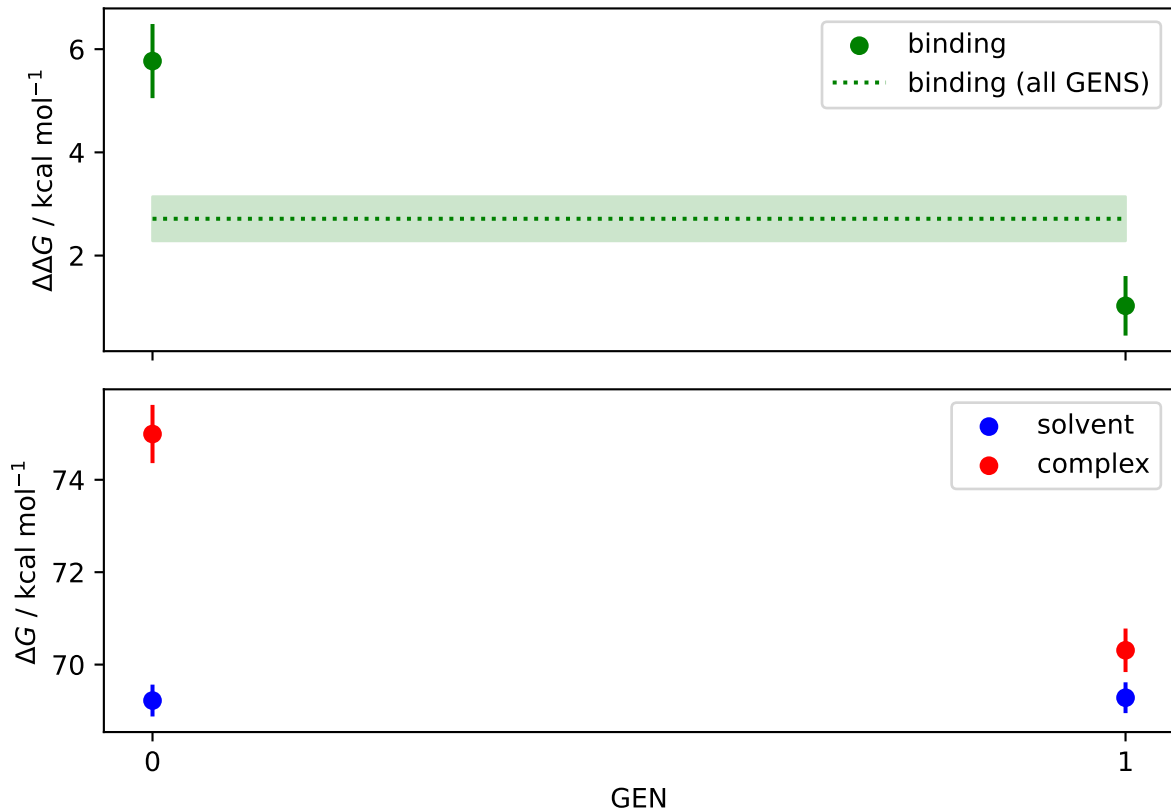 6
4
2
ΔΔG / kcal mol⁻¹
binding
binding (all GENS)
74
72
70
ΔG / kcal mol⁻¹
solvent
complex
0
1
GEN